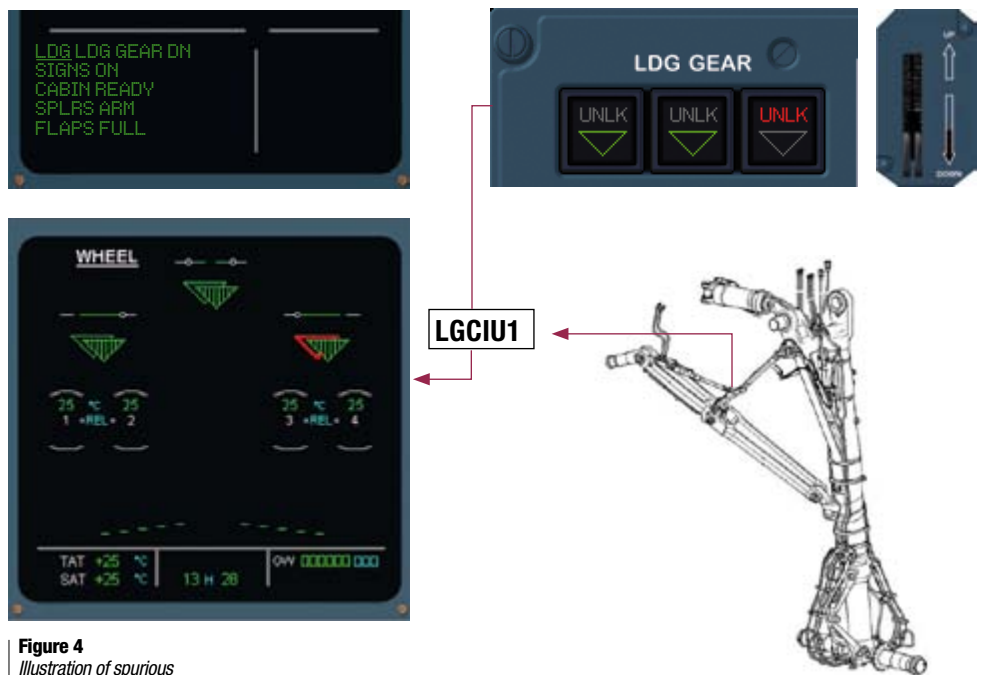 LDG LDG GEAR DN
SIGNS ON
CABIN READY
SPLRS ARM
FLAPS FULL
LDG GEAR
UNLK UNLK UNLK
UP
DOWN
WHEEL
LGCIU1
25 °C 25 25 °C 25
1 •REL• 2 3 •REL• 4
TAT +25 °C
SAT +25 °C 13 H 28
Figure 4
Illustration of spurious